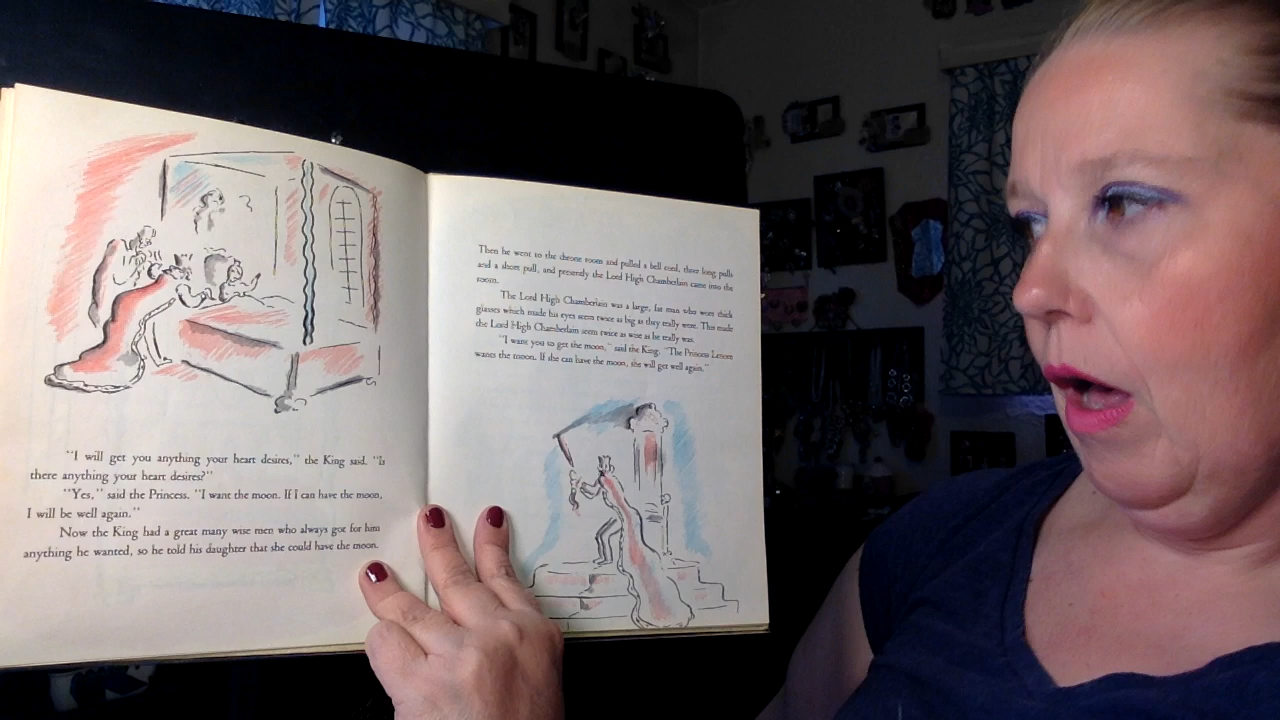 "I will get you anything your heart desires," the King said. "Is
there anything your heart desires?"
"Yes," said the Princess. "I want the moon. If I can have the moon,
I will be well again."
Now the King had a great many wise men who always got for him
anything he wanted, so he told his daughter that she could have the moon.
Then he went to the throne room and pulled a bell cord, three long pulls
and a short pull, and presently the Lord High Chamberlain came into the
room.
The Lord High Chamberlain was a large, fat man who wore thick
glasses which made his eyes seem twice as big as they really were. This made
the Lord High Chamberlain seem twice as wise as he really was.
"I want you to get the moon," said the King. "The Princess Lenore
wants the moon. If she can have the moon, she will get well again."